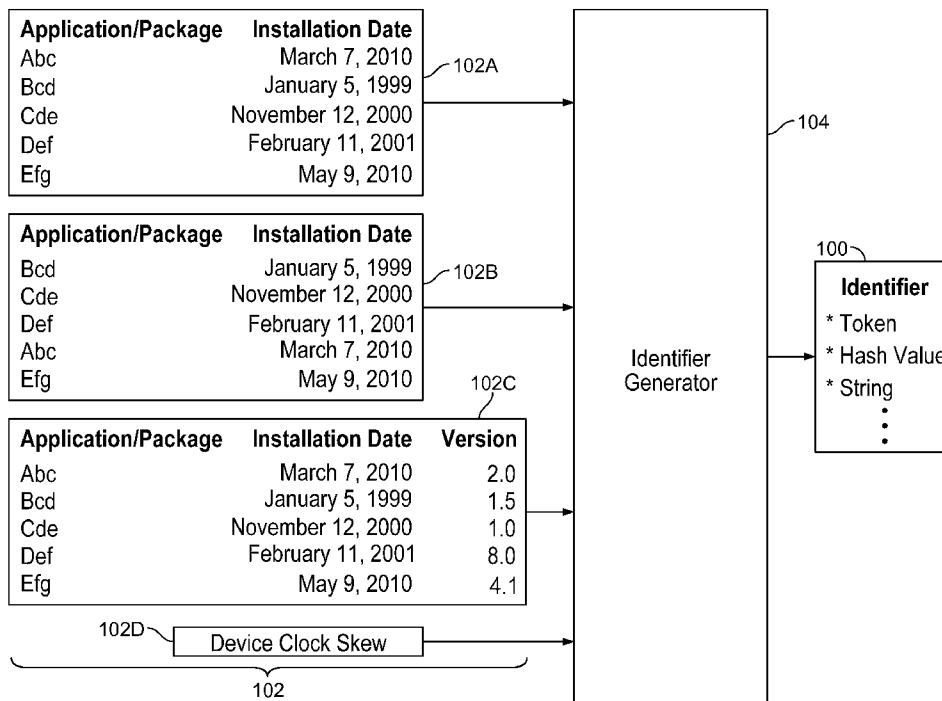 Application/Package Installation Date
Abc March 7, 2010
Bcd January 5, 1999
Cde November 12, 2000
Def February 11, 2001
Efg May 9, 2010
102A
Application/Package Installation Date
Bcd January 5, 1999
Cde November 12, 2000
Def February 11, 2001
Abc March 7, 2010
Efg May 9, 2010
102B
102C
Application/Package Installation Date Version
Abc March 7, 2010 2.0
Bcd January 5, 1999 1.5
Cde November 12, 2000 1.0
Def February 11, 2001 8.0
Efg May 9, 2010 4.1
102D
Device Clock Skew
102
104
Identifier
Generator
100
Identifier
* Token
* Hash Value
* String